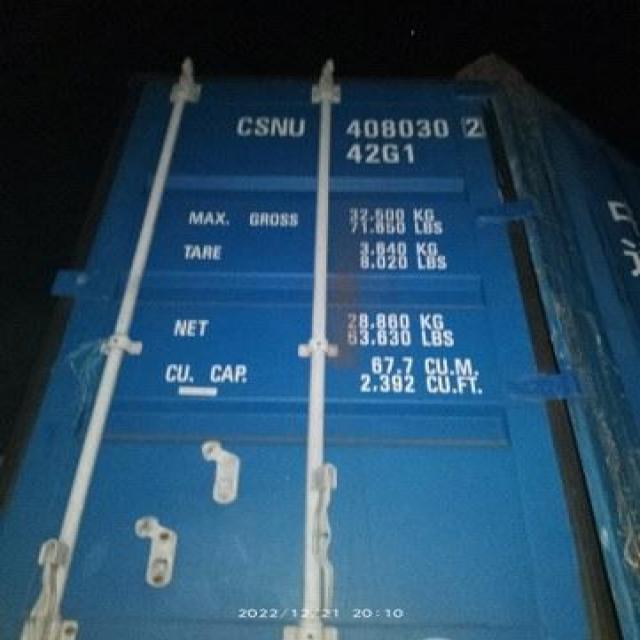 CSNU 408030 2
42G1
MAX. GROSS 32.500 KG
71.650 LBS
TARE 3.640 KG
8.020 LBS
NET 28.860 KG
63.630 LBS
CU. CAP. 67.7 CU.M.
2.392 CU.FT.
2022/12/21 20:10